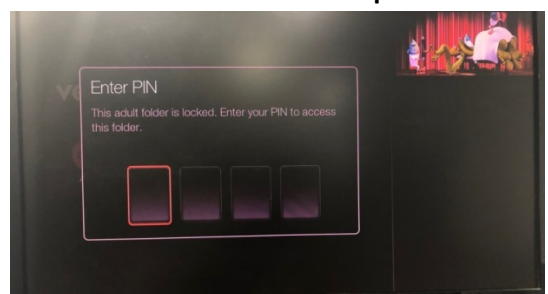 Enter PIN
This adult folder is locked. Enter your PIN to access
this folder.